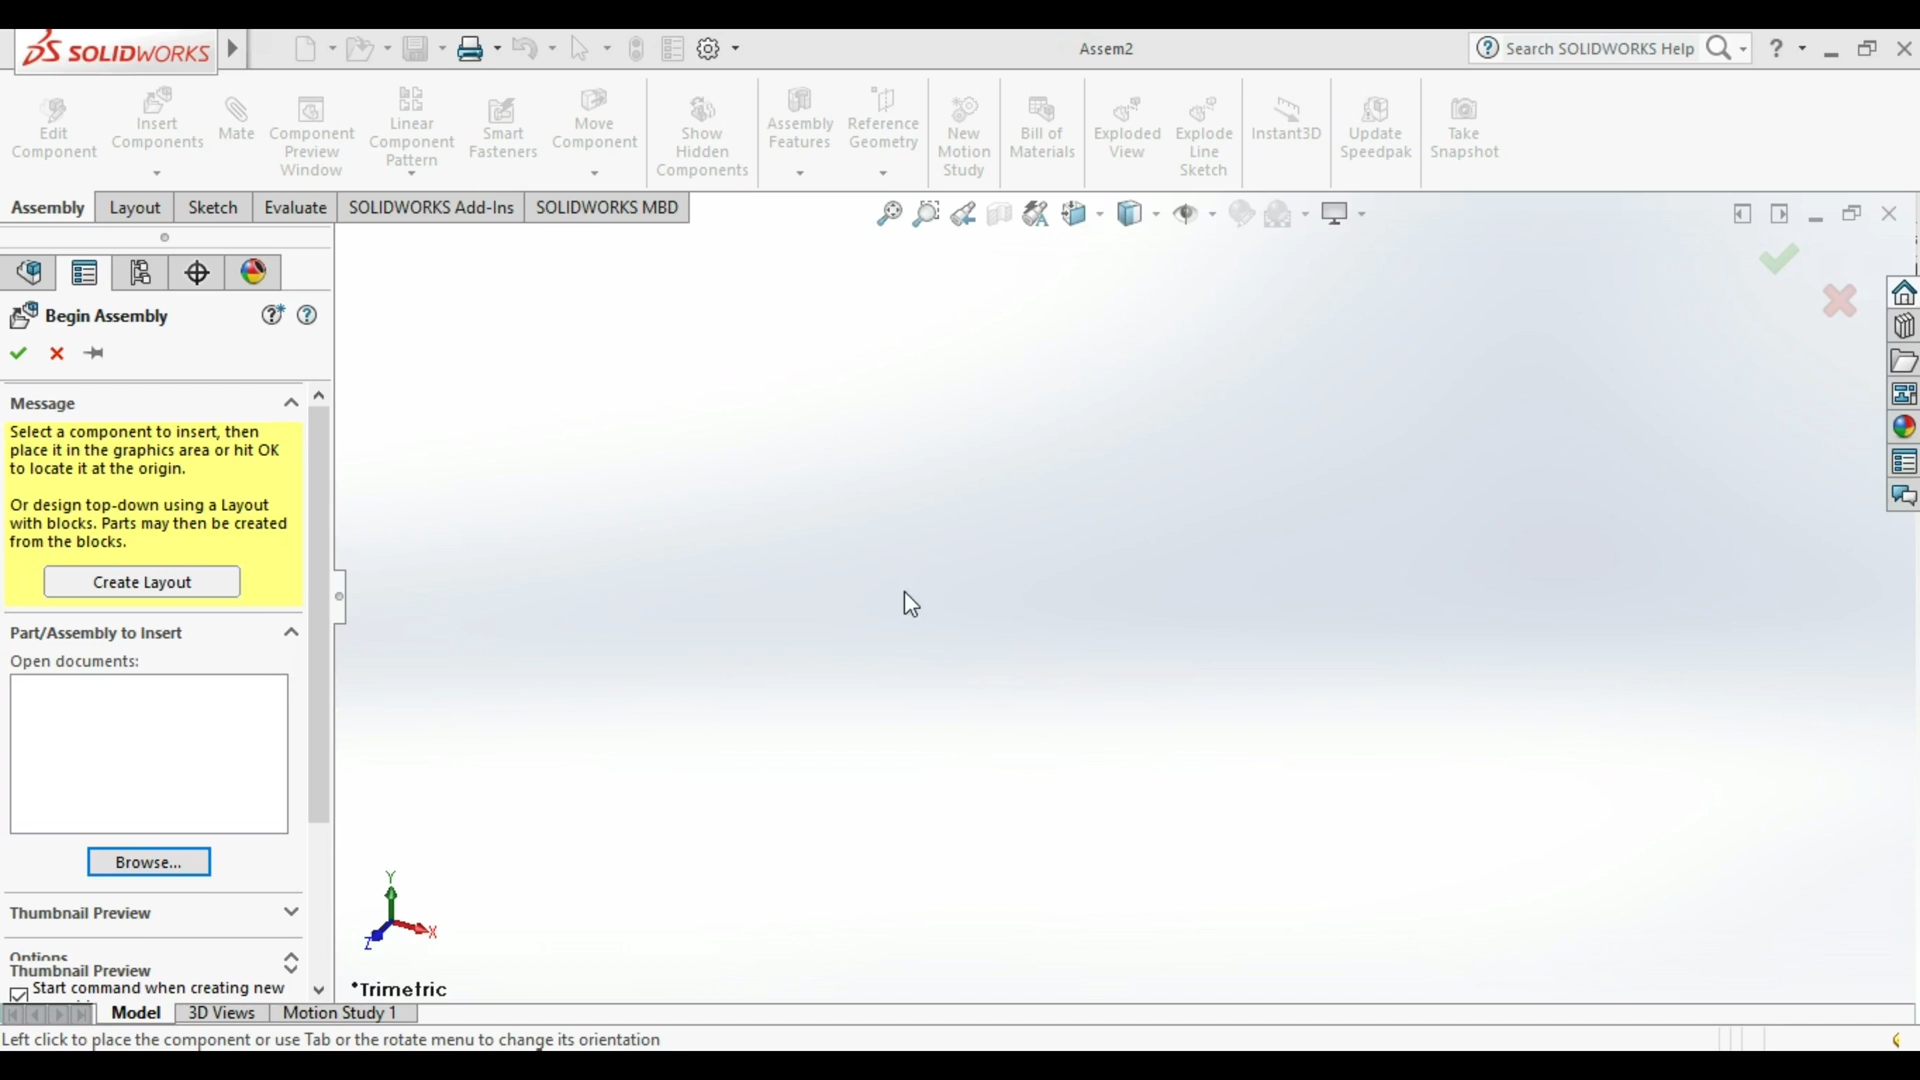 SOLIDWORKS
Assem2
Search SOLIDWORKS Help
?
Edit
Component
Insert
Components
Mate
Component
Preview
Window
Linear
Component
Pattern
Smart
Fasteners
Move
Component
Show
Hidden
Components
Assembly
Features
Reference
Geometry
New
Motion
Study
Bill of
Materials
Exploded
View
Explode
Line
Sketch
Instant3D
Update
Speedpak
Take
Snapshot
Assembly
Layout
Sketch
Evaluate
SOLIDWORKS Add-Ins
SOLIDWORKS MBD
Begin Assembly
Message
Select a component to insert, then
place it in the graphics area or hit OK
to locate it at the origin.
Or design top-down using a Layout
with blocks. Parts may then be created
from the blocks.
Create Layout
Part/Assembly to Insert
Open documents:
Browse...
Thumbnail Preview
Options
Thumbnail Preview
Start command when creating new
Y
X
Z
*Trimetric
Model
3D Views
Motion Study 1
Left click to place the component or use Tab or the rotate menu to change its orientation